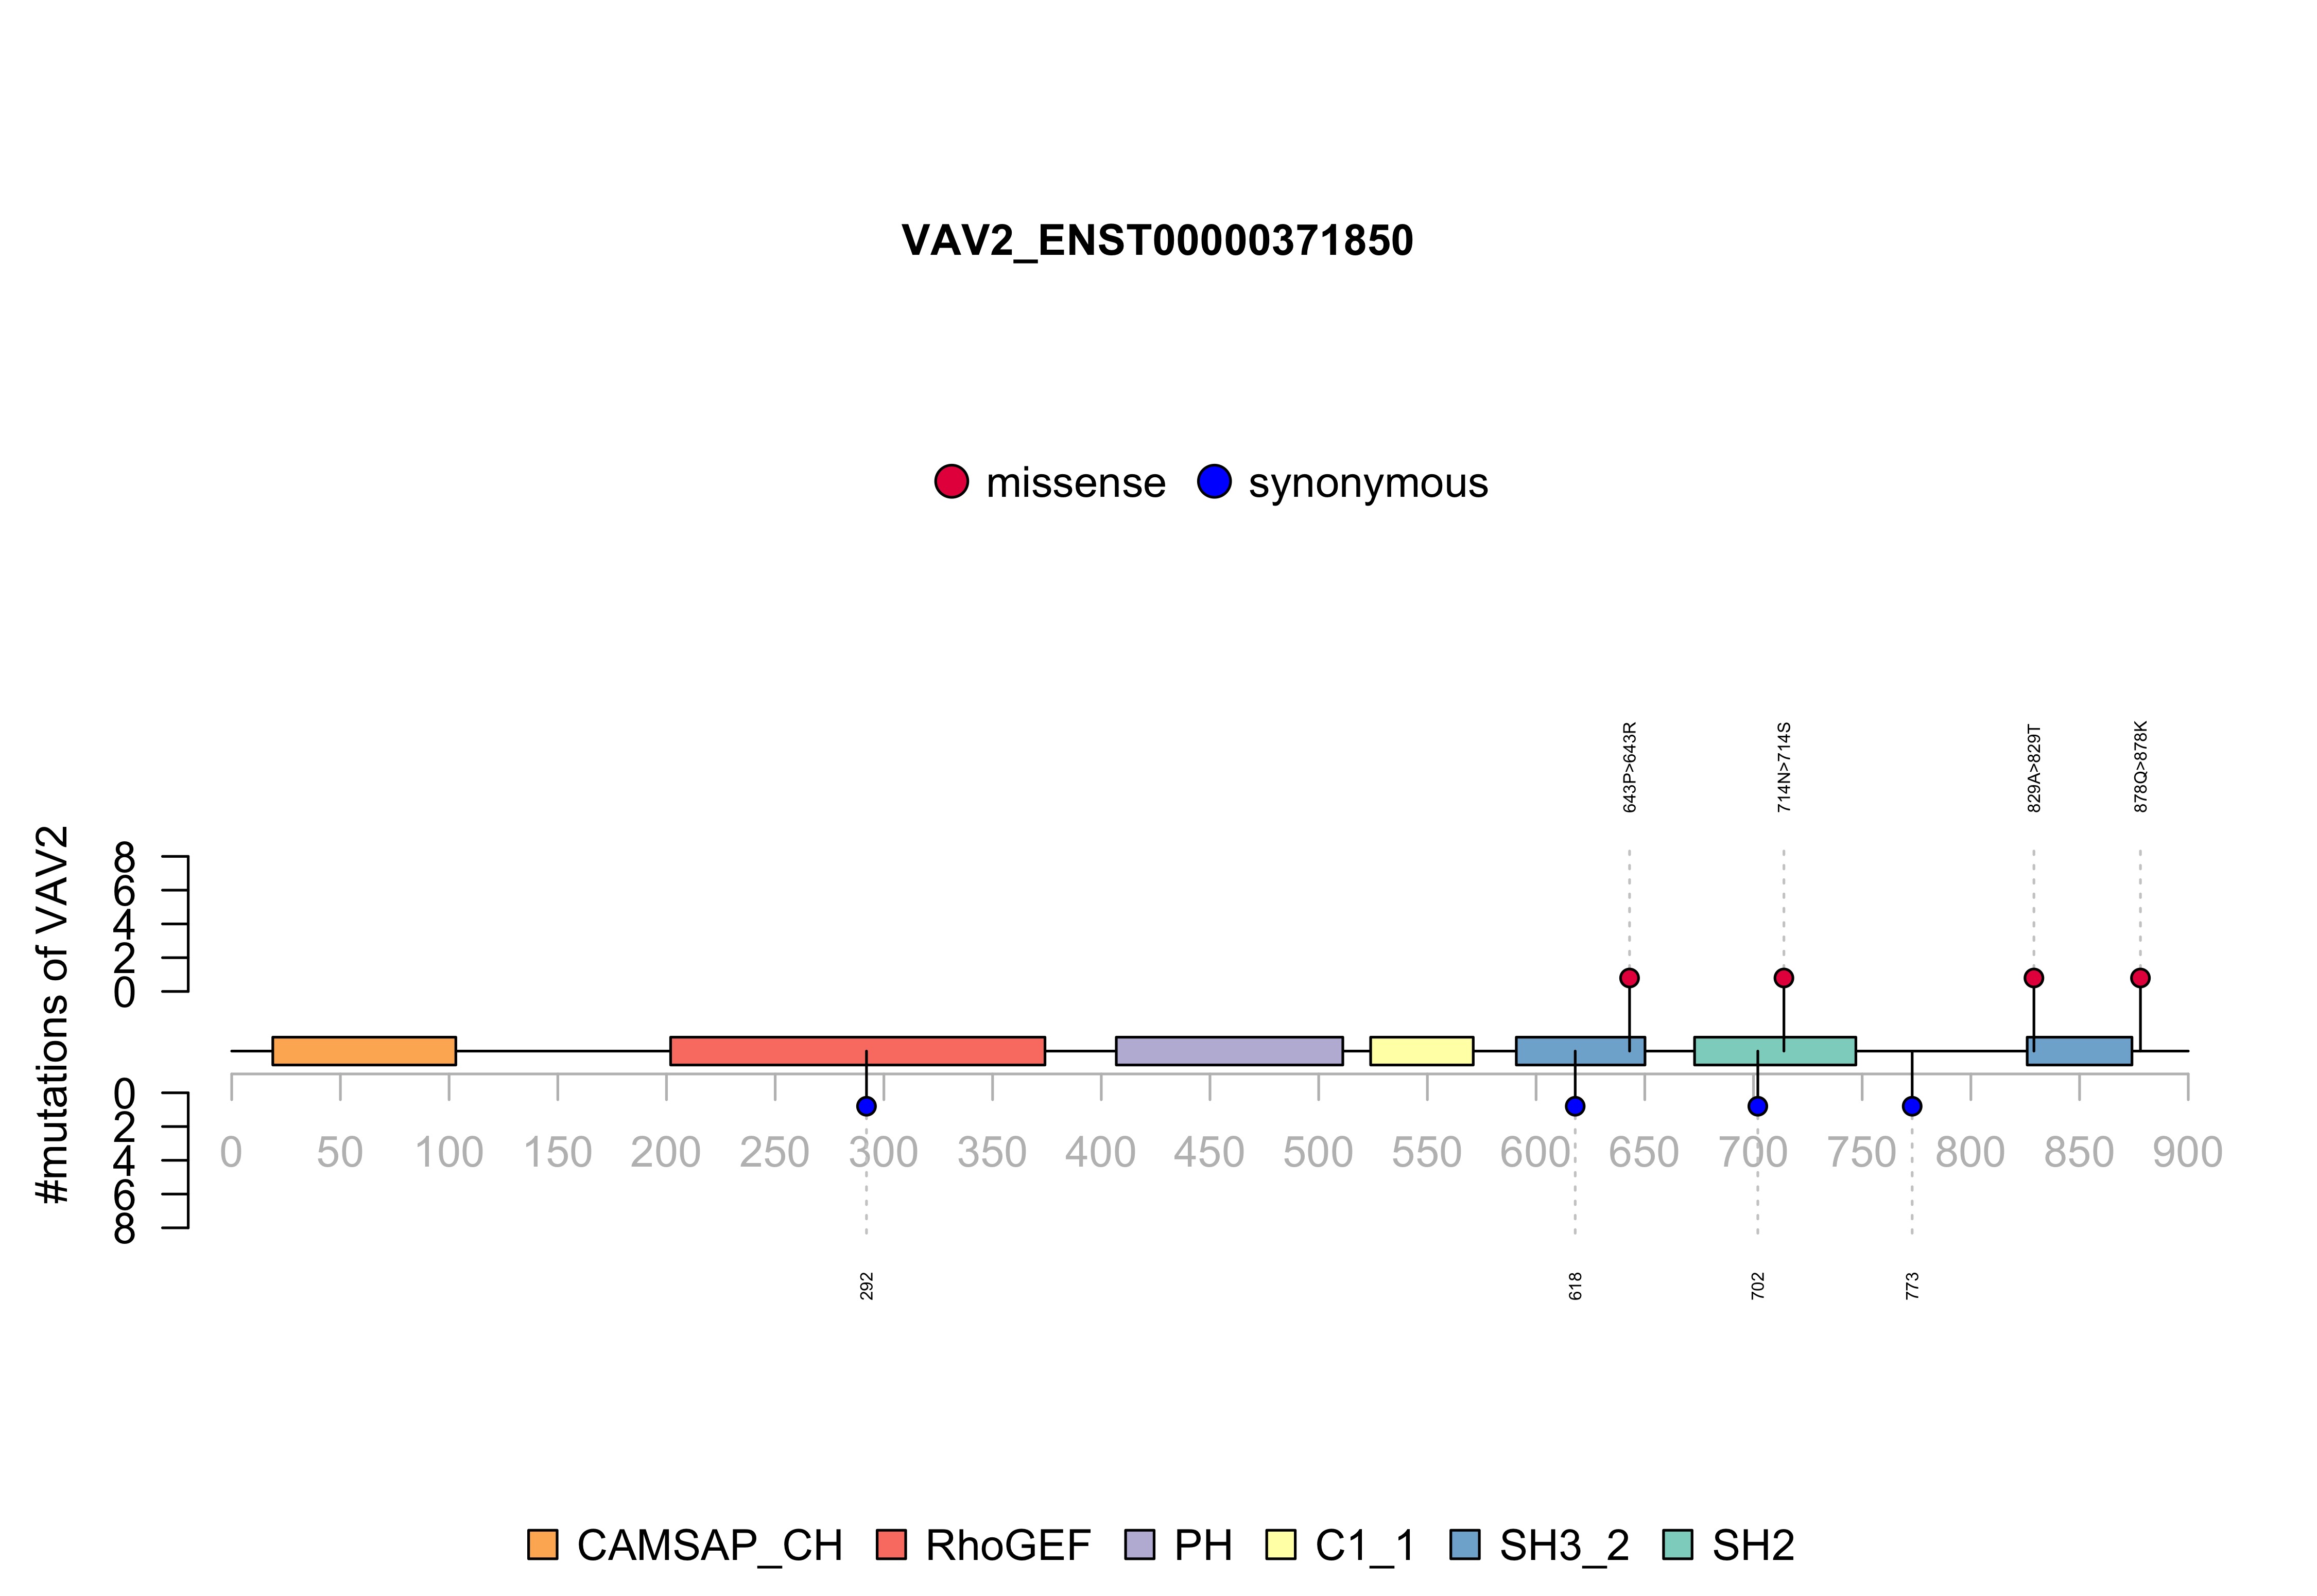 VAV2_ENST00000371850
missense synonymous
643P>643R 714N>714S 829A>829T 878Q>878K
#mutations of VAV2
8
6
4
2
0
0
2
4
6
8
0 50 100 150 200 250 300 350 400 450 500 550 600 650 700 750 800 850 900
292 618 702 773
CAMSAP_CH RhoGEF PH C1_1 SH3_2 SH2